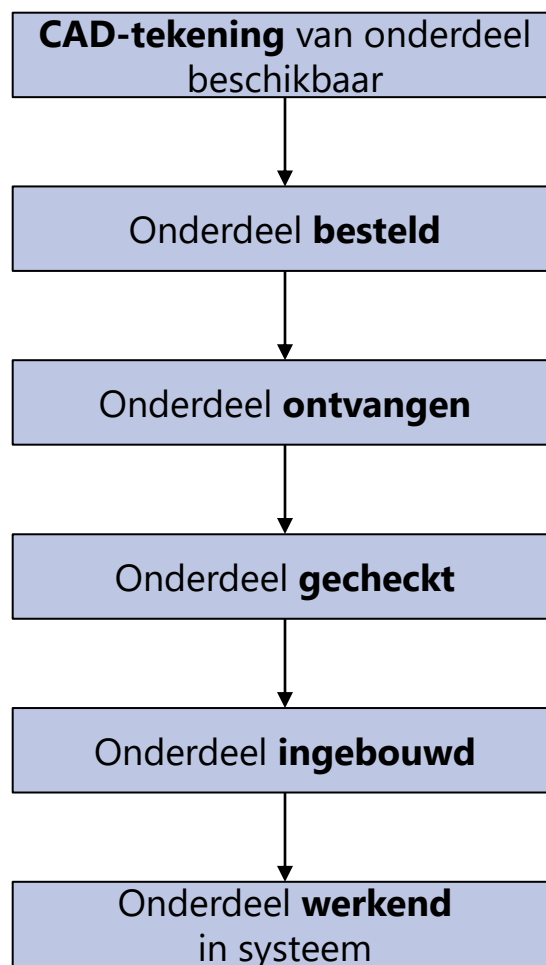 CAD-tekening van onderdeel
beschikbaar
Onderdeel besteld
Onderdeel ontvangen
Onderdeel gecheckt
Onderdeel ingebouwd
Onderdeel werkend
in systeem